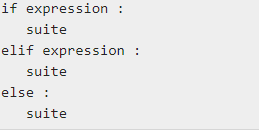 if expression :
   suite
elif expression :
   suite
else :
   suite